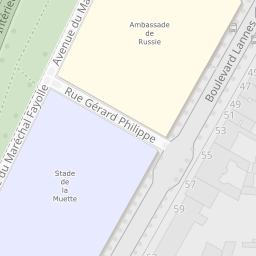 Intérieu
Avenue du Ma
Ambassade
de
Russie
Boulevard Lannes
Rue Gérard Philippe
du Maréchal Fayolle
49
51
53
55
57
59
Stade
de la
Muette